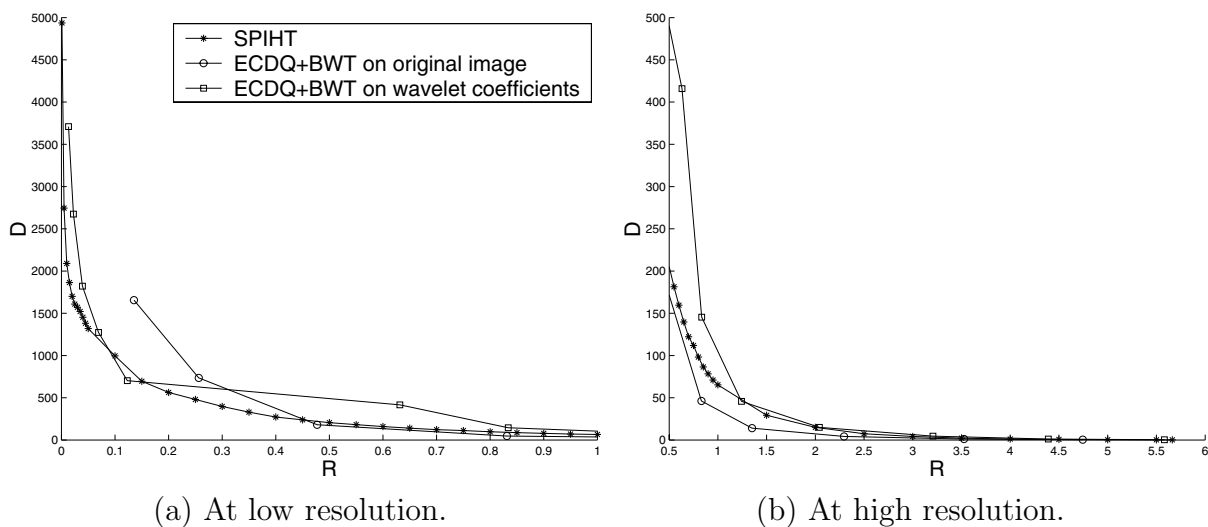 5000
4500
4000
3500
3000
2500
2000
1500
1000
500
0
D
0 0.1 0.2 0.3 0.4 0.5 0.6 0.7 0.8 0.9 1
R
SPIHT
ECDQ+BWT on original image
ECDQ+BWT on wavelet coefficients
(a) At low resolution.
500
450
400
350
300
250
200
150
100
50
0
D
0.5 1 1.5 2 2.5 3 3.5 4 4.5 5 5.5 6
R
(b) At high resolution.